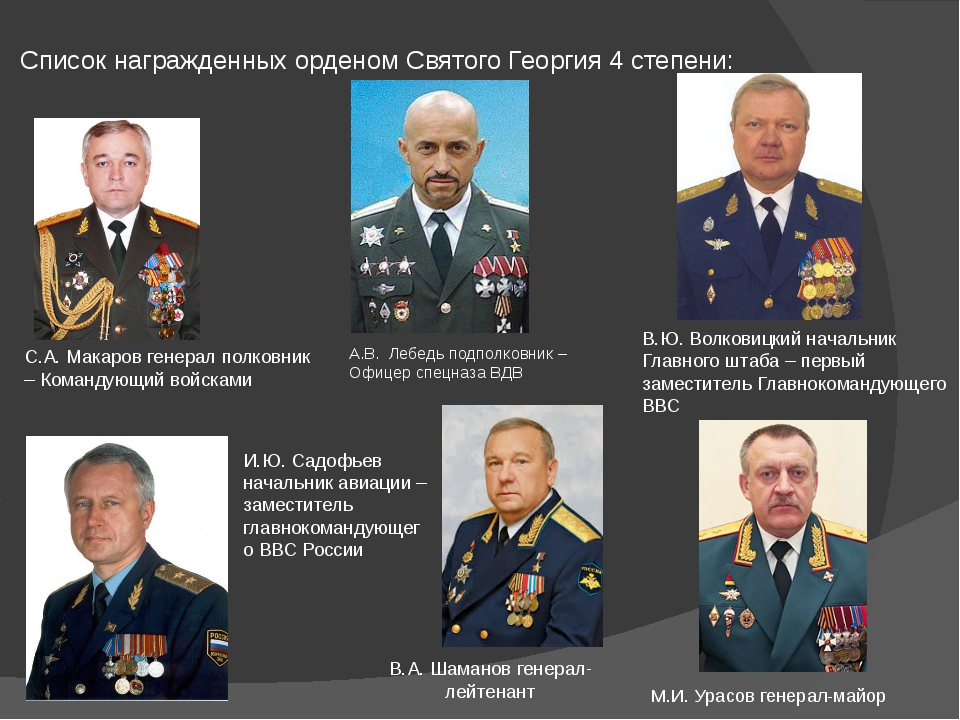 Список награжденных орденом Святого Георгия 4 степени:
С.А. Макаров генерал полковник
– Командующий войсками
А.В. Лебедь подполковник –
Офицер спецназа ВДВ
В.Ю. Волковицкий начальник
Главного штаба – первый
заместитель Главнокомандующего
ВВС
И.Ю. Садофьев
начальник авиации –
заместитель
главнокомандующег
о ВВС России
В.А. Шаманов генерал-
лейтенант
М.И. Урасов генерал-майор